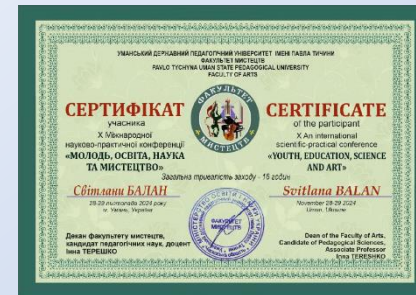 УМАНСЬКИЙ ДЕРЖАВНИЙ ПЕДАГОГІЧНИЙ УНІВЕРСИТЕТ ІМЕНІ ПАВЛА ТИЧИНИ
ФАКУЛЬТЕТ МИСТЕЦТВ
PAVLO TYCHYNA UMAN STATE PEDAGOGICAL UNIVERSITY
FACULTY OF ARTS
ФАКУЛЬТЕТ
МИСТЕЦТВ
СЕРТИФІКАТ
учасника
Х Міжнародної
науково-практичної конференції
«МОЛОДЬ, ОСВІТА, НАУКА
ТА МИСТЕЦТВО»
CERTIFICATE
of the participant
X An international
scientific-practical conference
«YOUTH, EDUCATION, SCIENCE
AND ART»
Загальна тривалість заходу - 15 годин
Світлани БАЛАН
28-29 листопада 2024 року
м. Умань, Україна
Svitlana BALAN
November 28-29 2024
Uman, Ukraine
ФАКУЛЬТЕТ
МИСТЕЦТВ
Декан факультету мистецтв,
кандидат педагогічних наук, доцент
Інна ТЕРЕШКО
Dean of the Faculty of Arts,
Candidate of Pedagogical Sciences,
Associate Professor
Inna TERESHKO